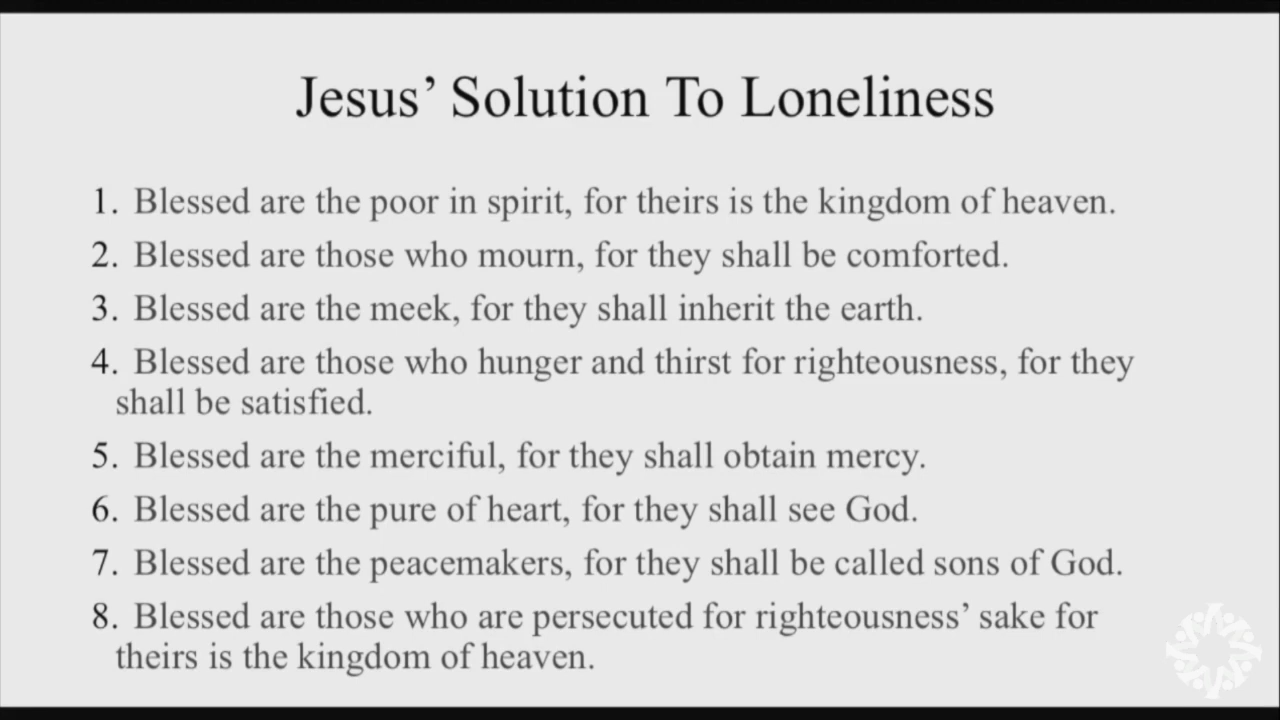 Jesus’ Solution To Loneliness
1. Blessed are the poor in spirit, for theirs is the kingdom of heaven.
2. Blessed are those who mourn, for they shall be comforted.
3. Blessed are the meek, for they shall inherit the earth.
4. Blessed are those who hunger and thirst for righteousness, for they
shall be satisfied.
5. Blessed are the merciful, for they shall obtain mercy.
6. Blessed are the pure of heart, for they shall see God.
7. Blessed are the peacemakers, for they shall be called sons of God.
8. Blessed are those who are persecuted for righteousness’ sake for
theirs is the kingdom of heaven.